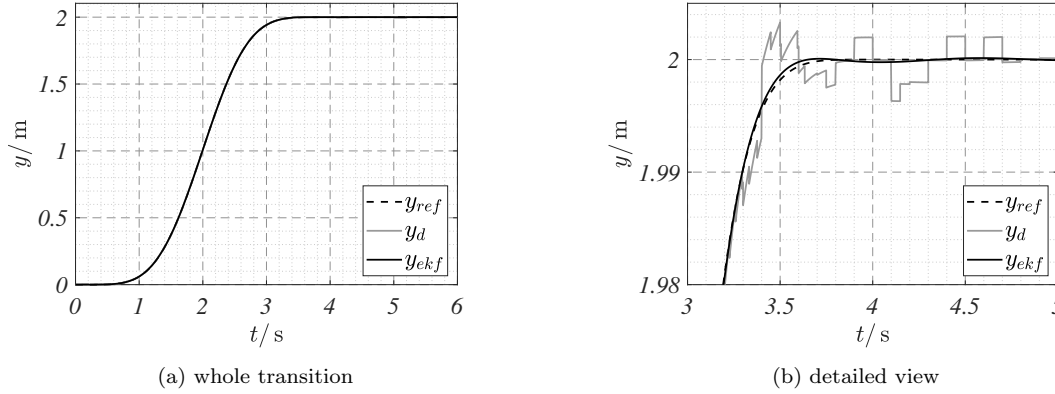 2
1.5
1
0.5
0
y/ m
0 1 2 3 4 5 6
t/ s
y_ref
y_d
y_ekf
(a) whole transition
2
1.99
1.98
y/ m
3 3.5 4 4.5
t/ s
y_ref
y_d
y_ekf
(b) detailed view